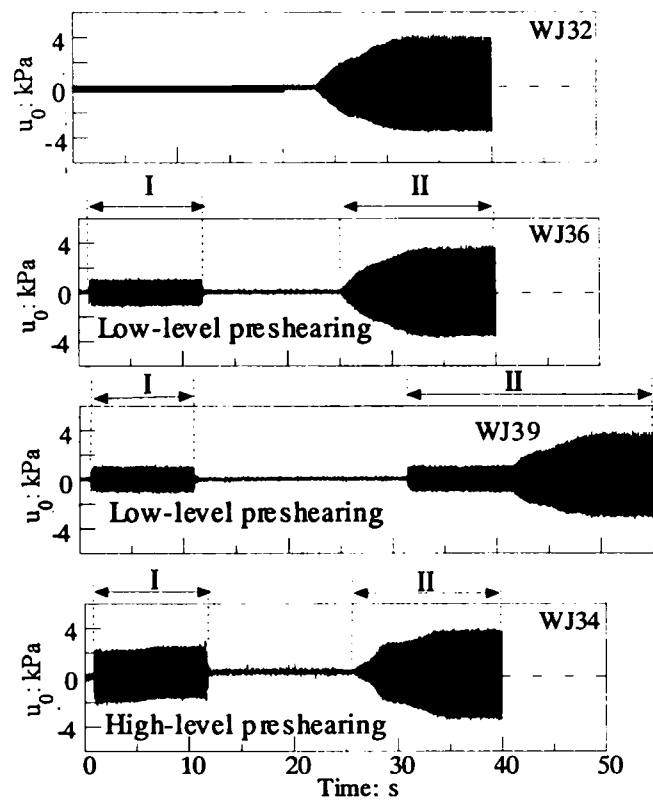 WJ32
4
0
-4
u0: kPa
I II
WJ36
4
0
-4
u0: kPa
Low-level preshearing
I II
WJ39
4
0
-4
u0: kPa
Low-level preshearing
I II
WJ34
4
0
-4
u0: kPa
High-level preshearing
0 10 20 30 40 50
Time: s